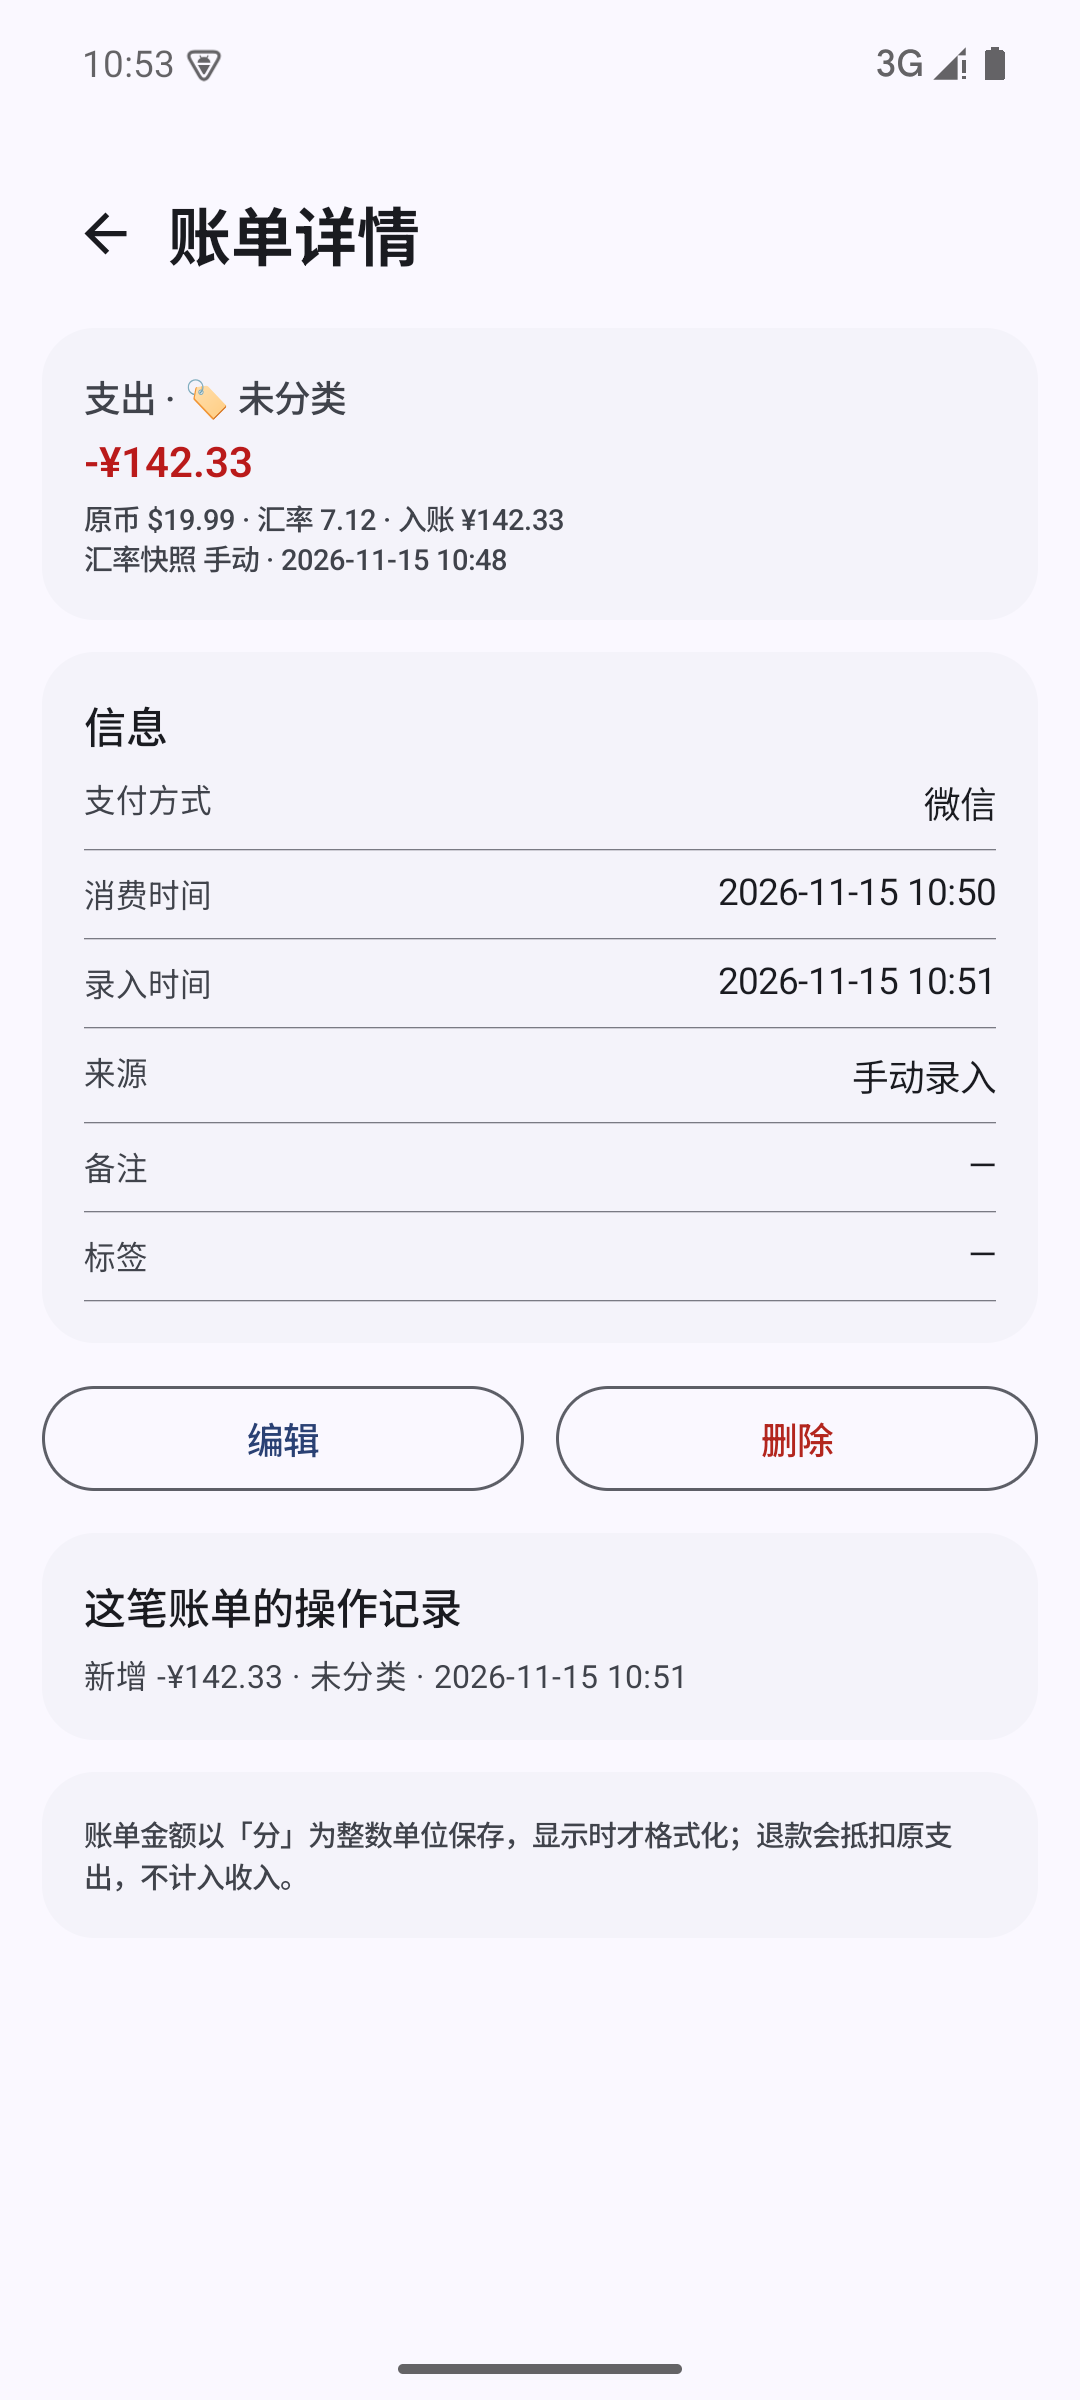 10:53
3G
账单详情
支出 · 🏷️ 未分类
-¥142.33
原币 $19.99 · 汇率 7.12 · 入账 ¥142.33
汇率快照 手动 · 2026-11-15 10:48
信息
支付方式 微信
消费时间 2026-11-15 10:50
录入时间 2026-11-15 10:51
来源 手动录入
备注 —
标签 —
编辑 删除
这笔账单的操作记录
新增 -¥142.33 · 未分类 · 2026-11-15 10:51
账单金额以「分」为整数单位保存，显示时才格式化；退款会抵扣原支
出，不计入收入。